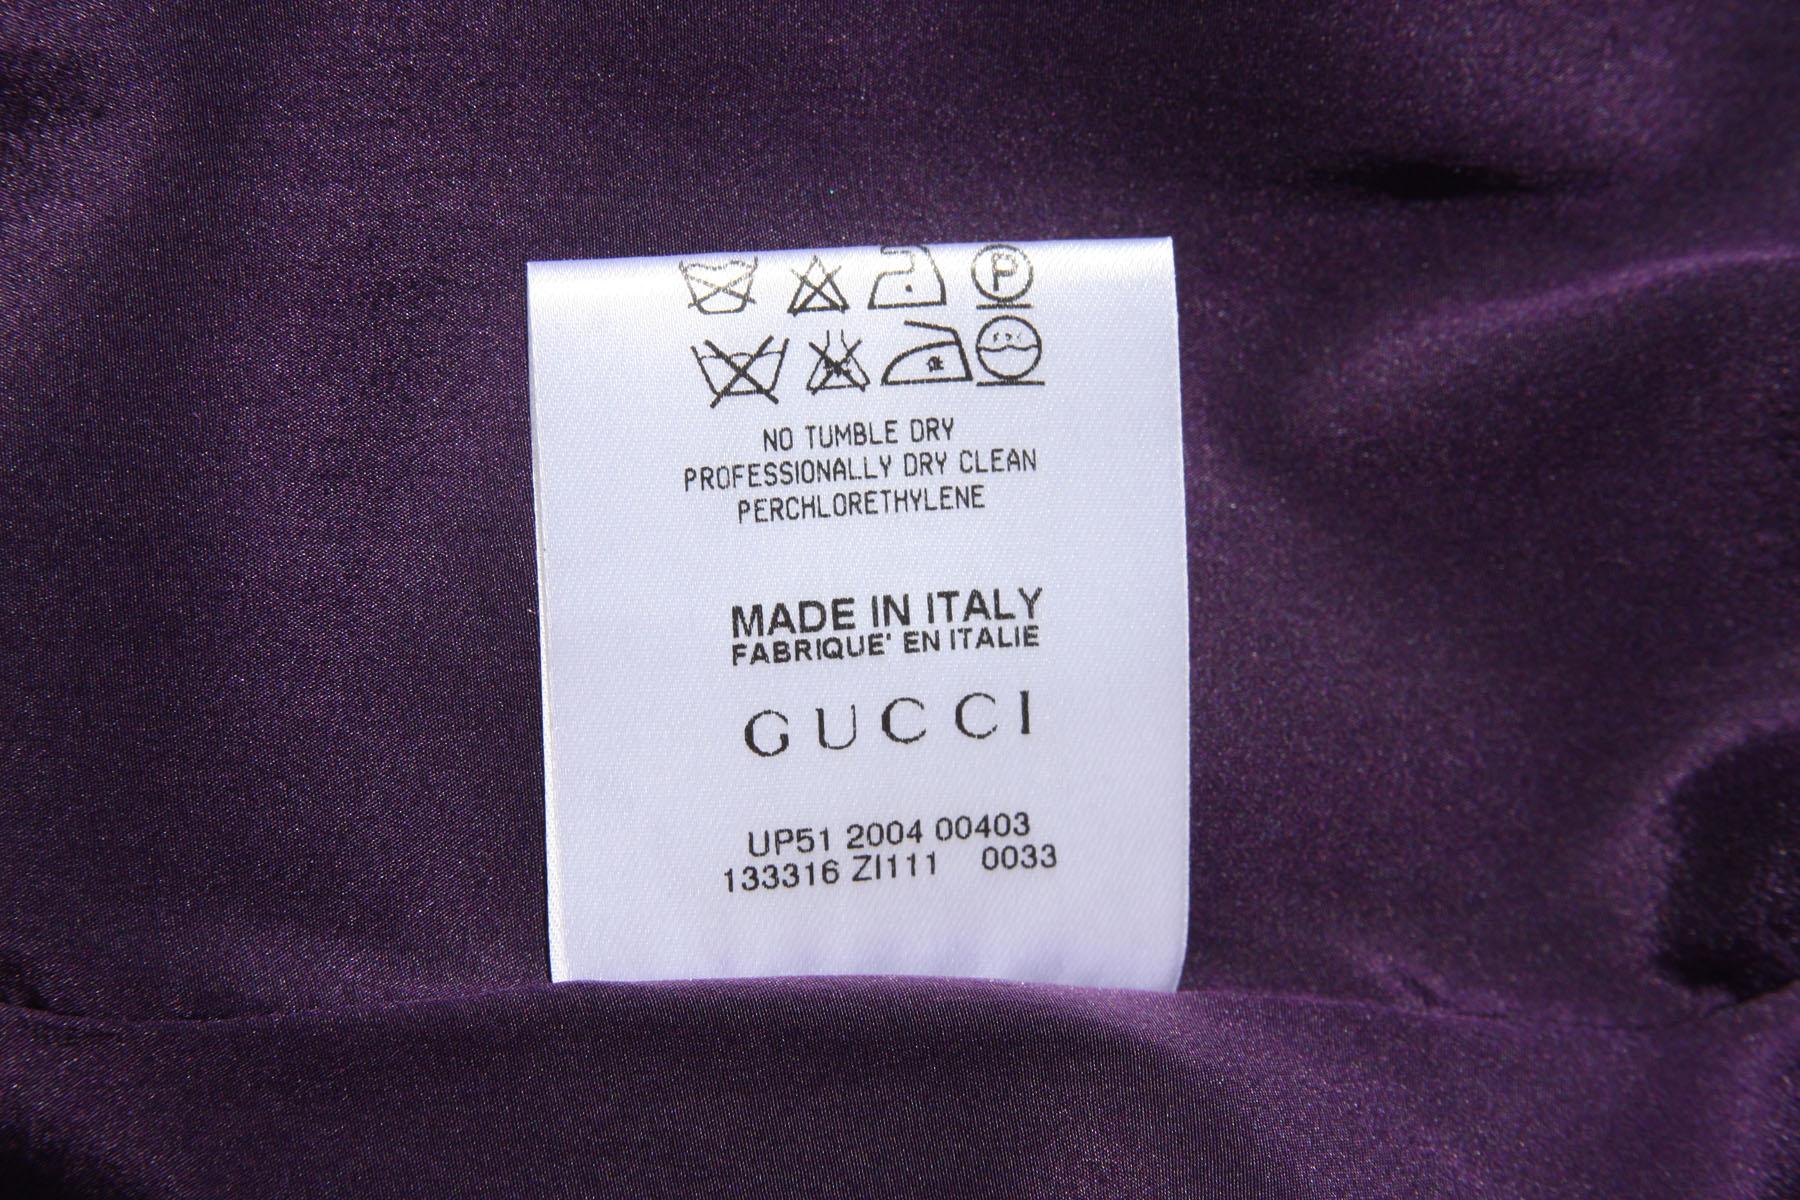 P
NO TUMBLE DRY
PROFESSIONALLY DRY CLEAN
PERCHLORETHYLENE
MADE IN ITALY
FABRIQUE' EN ITALIE
GUCCI
UP51 2004 00403
133316 ZI111 0033